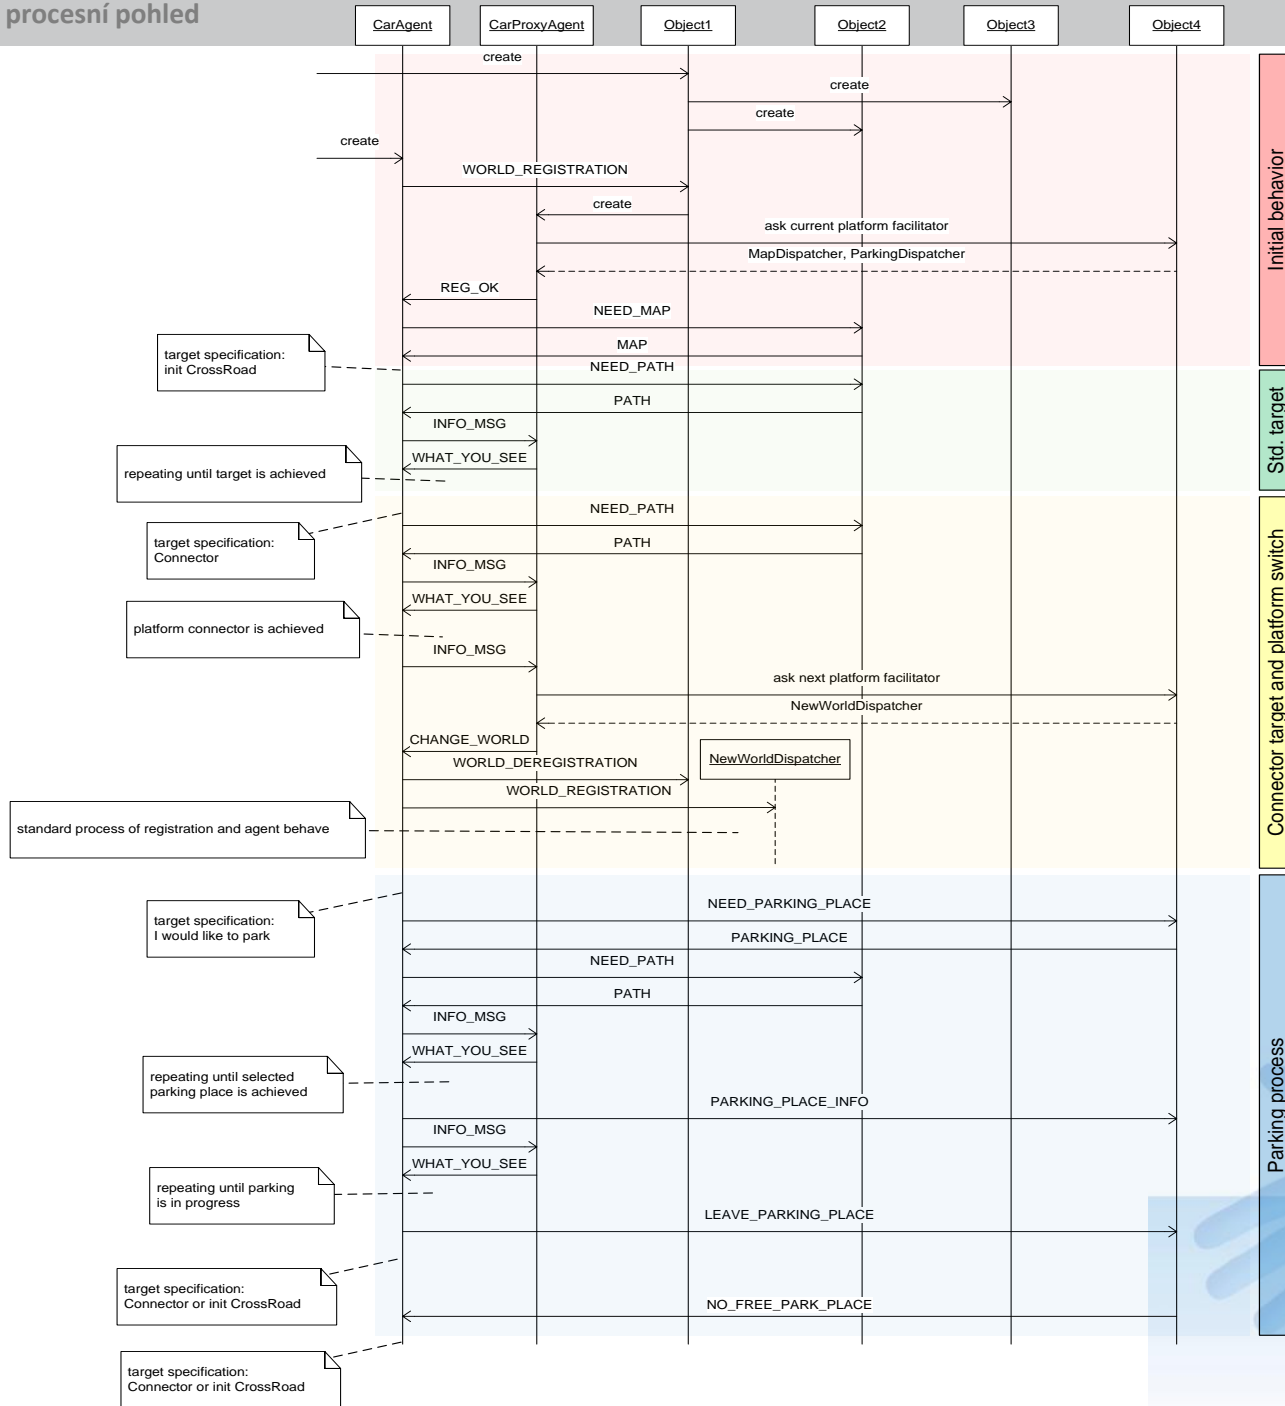 procesní pohled
CarAgent
CarProxyAgent
Object1
Object2
Object3
Object4
create
create
create
create
WORLD_REGISTRATION
create
ask current platform facilitator
MapDispatcher, ParkingDispatcher
REG_OK
NEED_MAP
MAP
Initial behavior
target specification:
init CrossRoad
NEED_PATH
PATH
INFO_MSG
WHAT_YOU_SEE
repeating until target is achieved
Std. target
NEED_PATH
target specification:
Connector
PATH
INFO_MSG
WHAT_YOU_SEE
platform connector is achieved
INFO_MSG
ask next platform facilitator
NewWorldDispatcher
CHANGE_WORLD
NewWorldDispatcher
WORLD_DEREGISTRATION
WORLD_REGISTRATION
standard process of registration and agent behave
Connector target and platform switch
NEED_PARKING_PLACE
target specification:
I would like to park
PARKING_PLACE
NEED_PATH
PATH
INFO_MSG
WHAT_YOU_SEE
repeating until selected
parking place is achieved
PARKING_PLACE_INFO
INFO_MSG
WHAT_YOU_SEE
repeating until parking
is in progress
LEAVE_PARKING_PLACE
target specification:
Connector or init CrossRoad
NO_FREE_PARK_PLACE
Parking process
target specification:
Connector or init CrossRoad